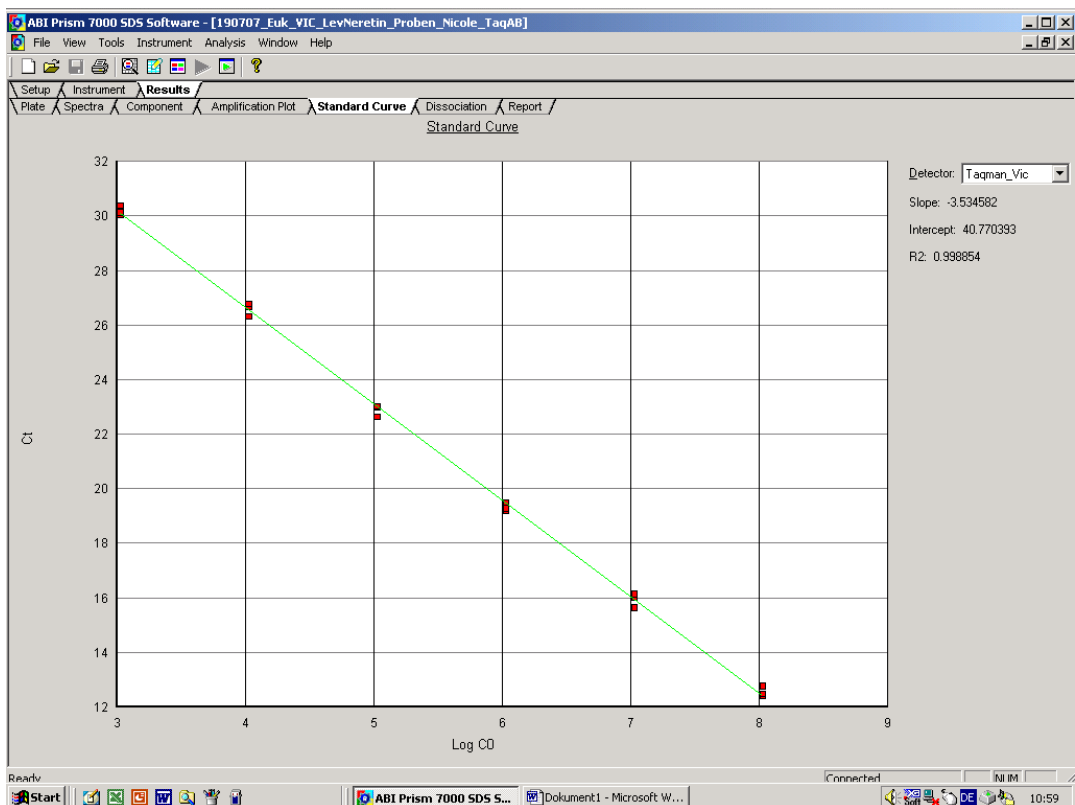 ABI Prism 7000 SDS Software - [190707_Euk_VIC_LevNeretin_Proben_Nicole_TaqAB]
File View Tools Instrument Analysis Window Help
Setup Instrument Results
Plate Spectra Component Amplification Plot Standard Curve Dissociation Report
Standard Curve
Detector: Taqman_Vic
Slope: -3.534582
Intercept: 40.770393
R2: 0.998854
32
30
28
26
24
22
20
18
16
14
12
Ct
3 4 5 6 7 8 9
Log C0
Ready Connected NUM
Start ABI Prism 7000 SDS S... Dokument1 - Microsoft W... DE 10:59